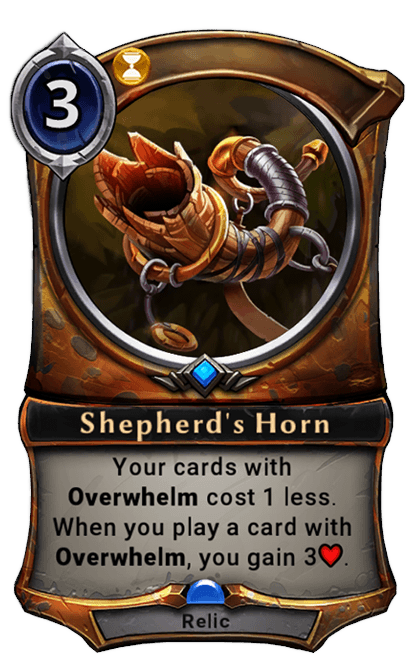 3
Shepherd's Horn
Your cards with
Overwhelm cost 1 less.
When you play a card with
Overwhelm, you gain 3❤.
Relic